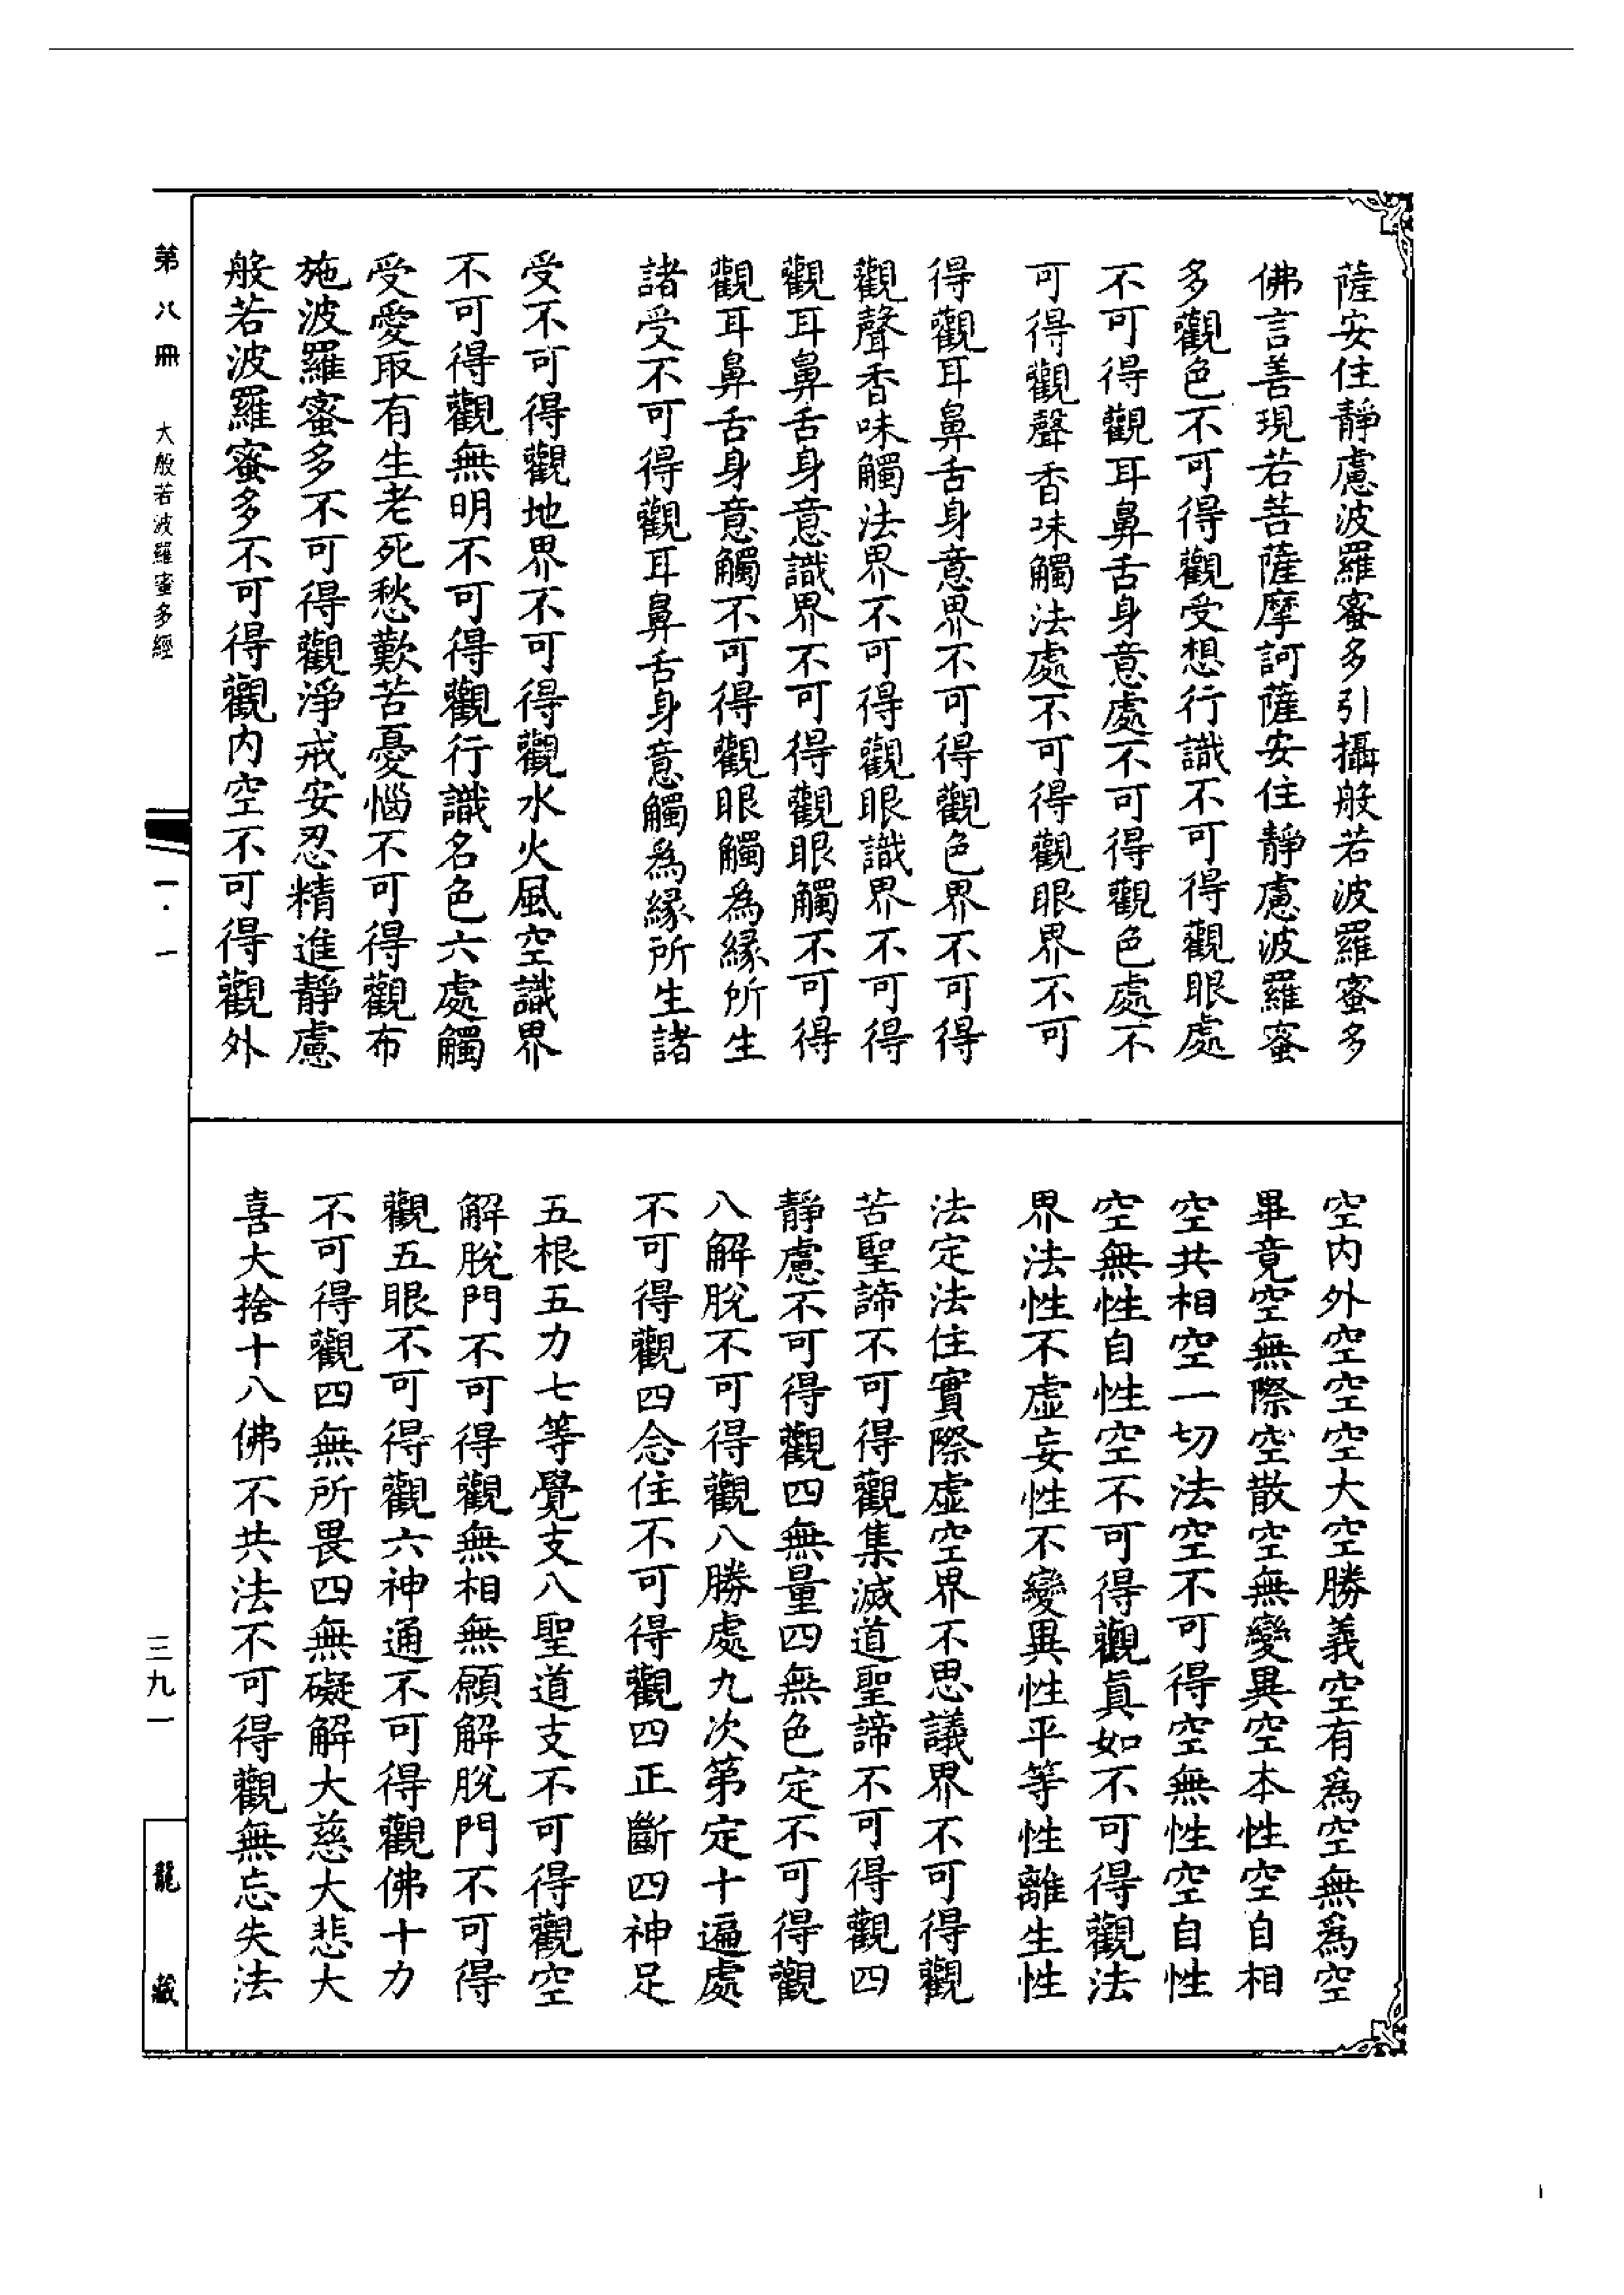 薩安住靜慮波羅蜜多引攝般若波羅蜜多
佛言善現若菩薩摩訶薩安住靜慮波羅蜜
多觀色不可得觀受想行識不可得觀眼處
不可得觀耳鼻舌身意處不可得觀色處不
可得觀聲香味觸法處不可得觀眼界不可
得觀耳鼻舌身意界不可得觀色界不可得
觀聲香味觸法界不可得觀眼識界不可得
觀耳鼻舌身意識界不可得觀眼觸不可得
觀耳鼻舌身意觸不可得觀眼觸為緣所生
諸受不可得觀耳鼻舌身意觸為緣所生諸
受不可得觀地界不可得觀水火風空識界
不可得觀無明不可得觀行識名色六處觸
受愛取有生老死愁歎苦憂惱不可得觀布
施波羅蜜多不可得觀淨戒安忍精進靜慮
般若波羅蜜多不可得觀內空不可得觀外
空內外空空空大空勝義空有為空無為空
畢竟空無際空散空無變異空本性空自相
空共相空一切法空不可得空無性空自性
空無性自性空不可得觀真如不可得觀法
界法性不虛妄性不變異性平等性離生性
法定法住實際虛空界不思議界不可得觀
苦聖諦不可得觀集滅道聖諦不可得觀四
靜慮不可得觀四無量四無色定不可得觀
八解脫不可得觀八勝處九次第定十遍處
不可得觀四念住不可得觀四正斷四神足
五根五力七等覺支八聖道支不可得觀空
解脫門不可得觀無相無願解脫門不可得
觀五眼不可得觀六神通不可得觀佛十力
不可得觀四無所畏四無礙解大慈大悲大
喜大捨十八佛不共法不可得觀無忘失法
第八冊 大般若波羅蜜多經 一·一
三九一
龍藏